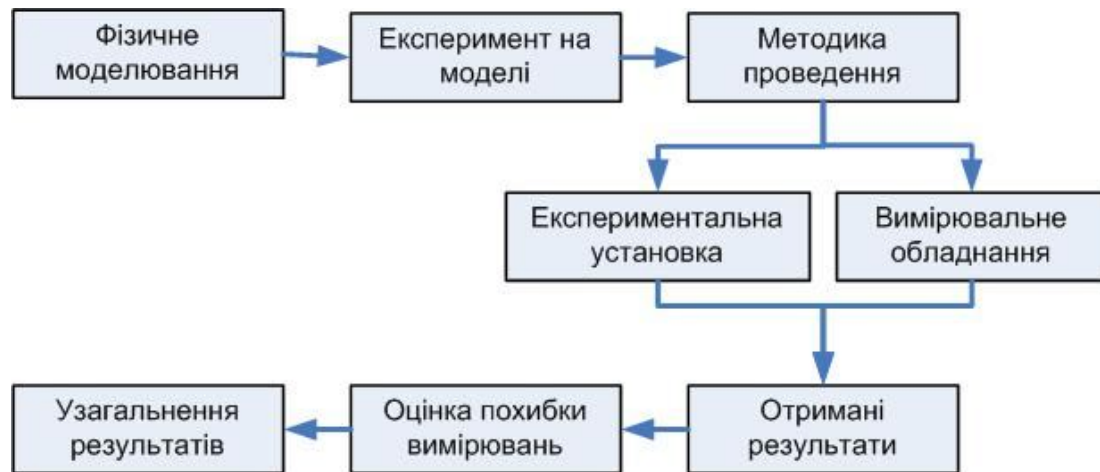 Фізичне
моделювання
Експеримент на
моделі
Методика
проведення
Експериментальна
установка
Вимірювальне
обладнання
Узагальнення
результатів
Оцінка похибки
вимірювань
Отримані
результати